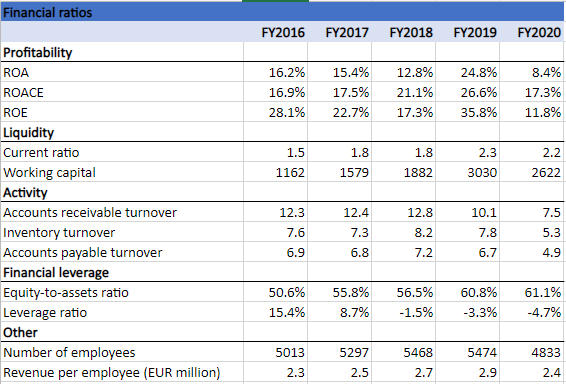 Financial ratios
FY2016 FY2017 FY2018 FY2019 FY2020
Profitability
ROA 16.2% 15.4% 12.8% 24.8% 8.4%
ROACE 16.9% 17.5% 21.1% 26.6% 17.3%
ROE 28.1% 22.7% 17.3% 35.8% 11.8%
Liquidity
Current ratio 1.5 1.8 1.8 2.3 2.2
Working capital 1162 1579 1882 3030 2622
Activity
Accounts receivable turnover 12.3 12.4 12.8 10.1 7.5
Inventory turnover 7.6 7.3 8.2 7.8 5.3
Accounts payable turnover 6.9 6.8 7.2 6.7 4.9
Financial leverage
Equity-to-assets ratio 50.6% 55.8% 56.5% 60.8% 61.1%
Leverage ratio 15.4% 8.7% -1.5% -3.3% -4.7%
Other
Number of employees 5013 5297 5468 5474 4833
Revenue per employee (EUR million) 2.3 2.5 2.7 2.9 2.4